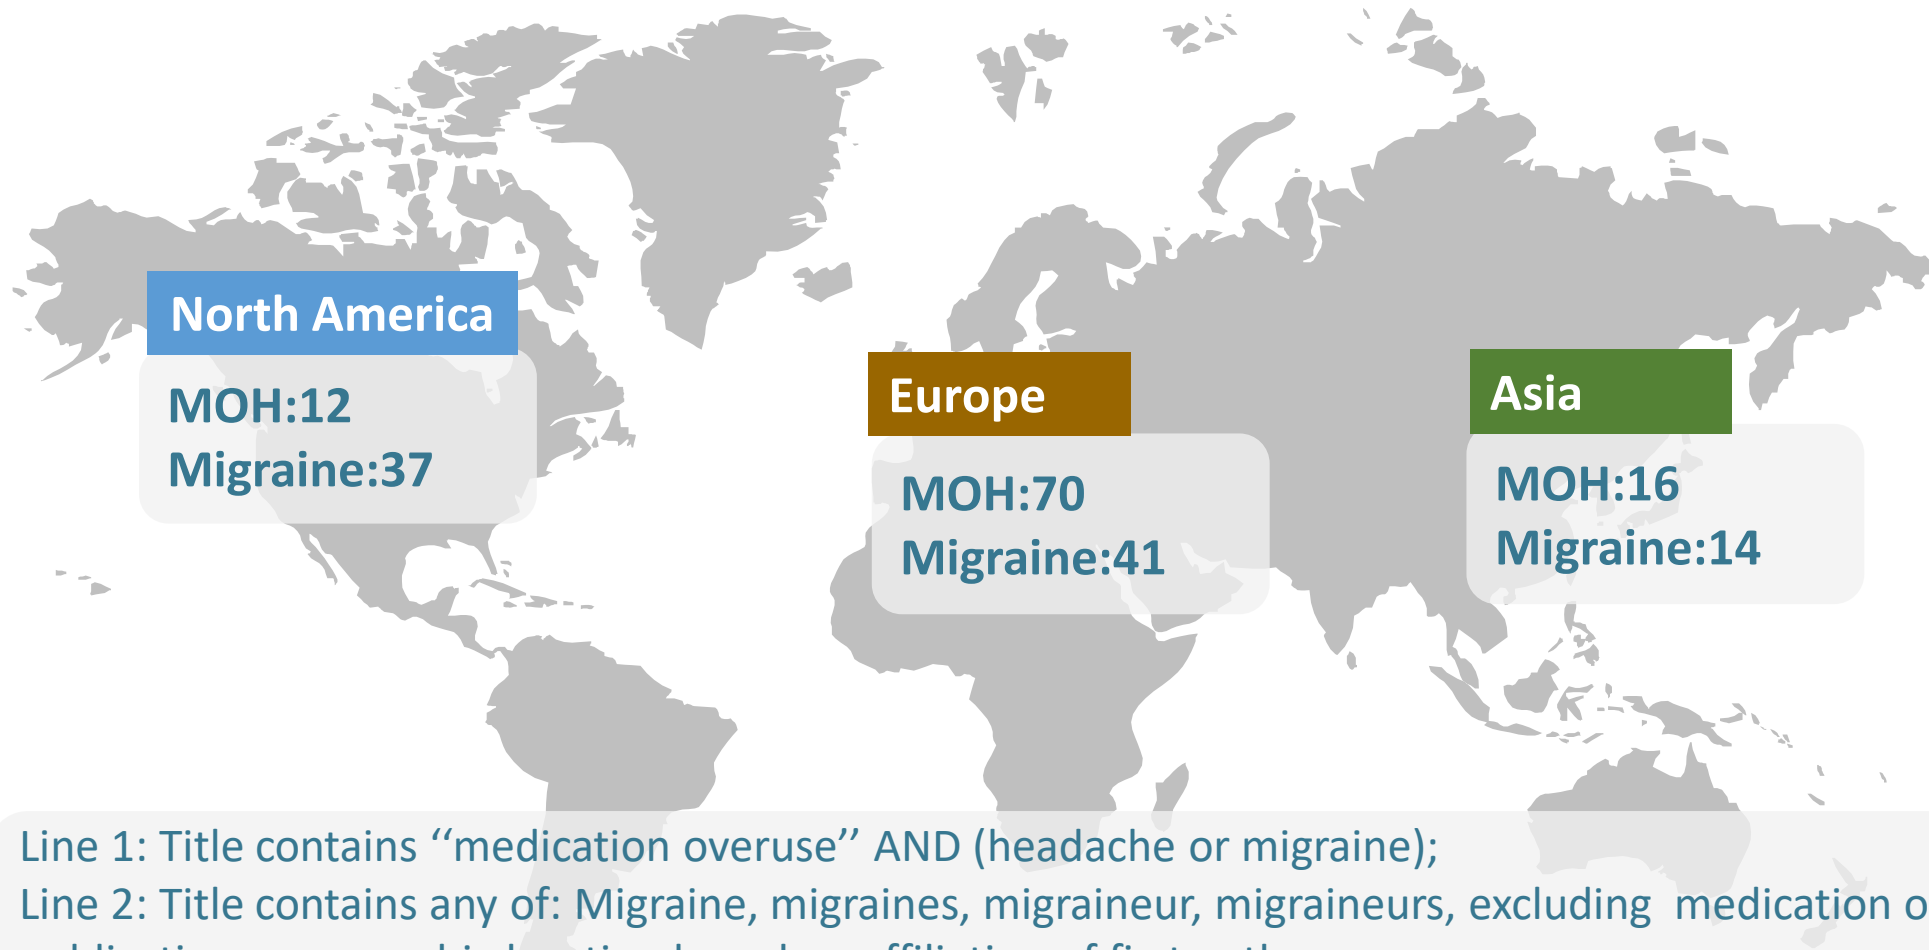 North America
MOH:12
Migraine:37
Europe
MOH:70
Migraine:41
Asia
MOH:16
Migraine:14
Line 1: Title contains ‘‘medication overuse’’ AND (headache or migraine);
Line 2: Title contains any of: Migraine, migraines, migraineur, migraineurs, excluding medication o